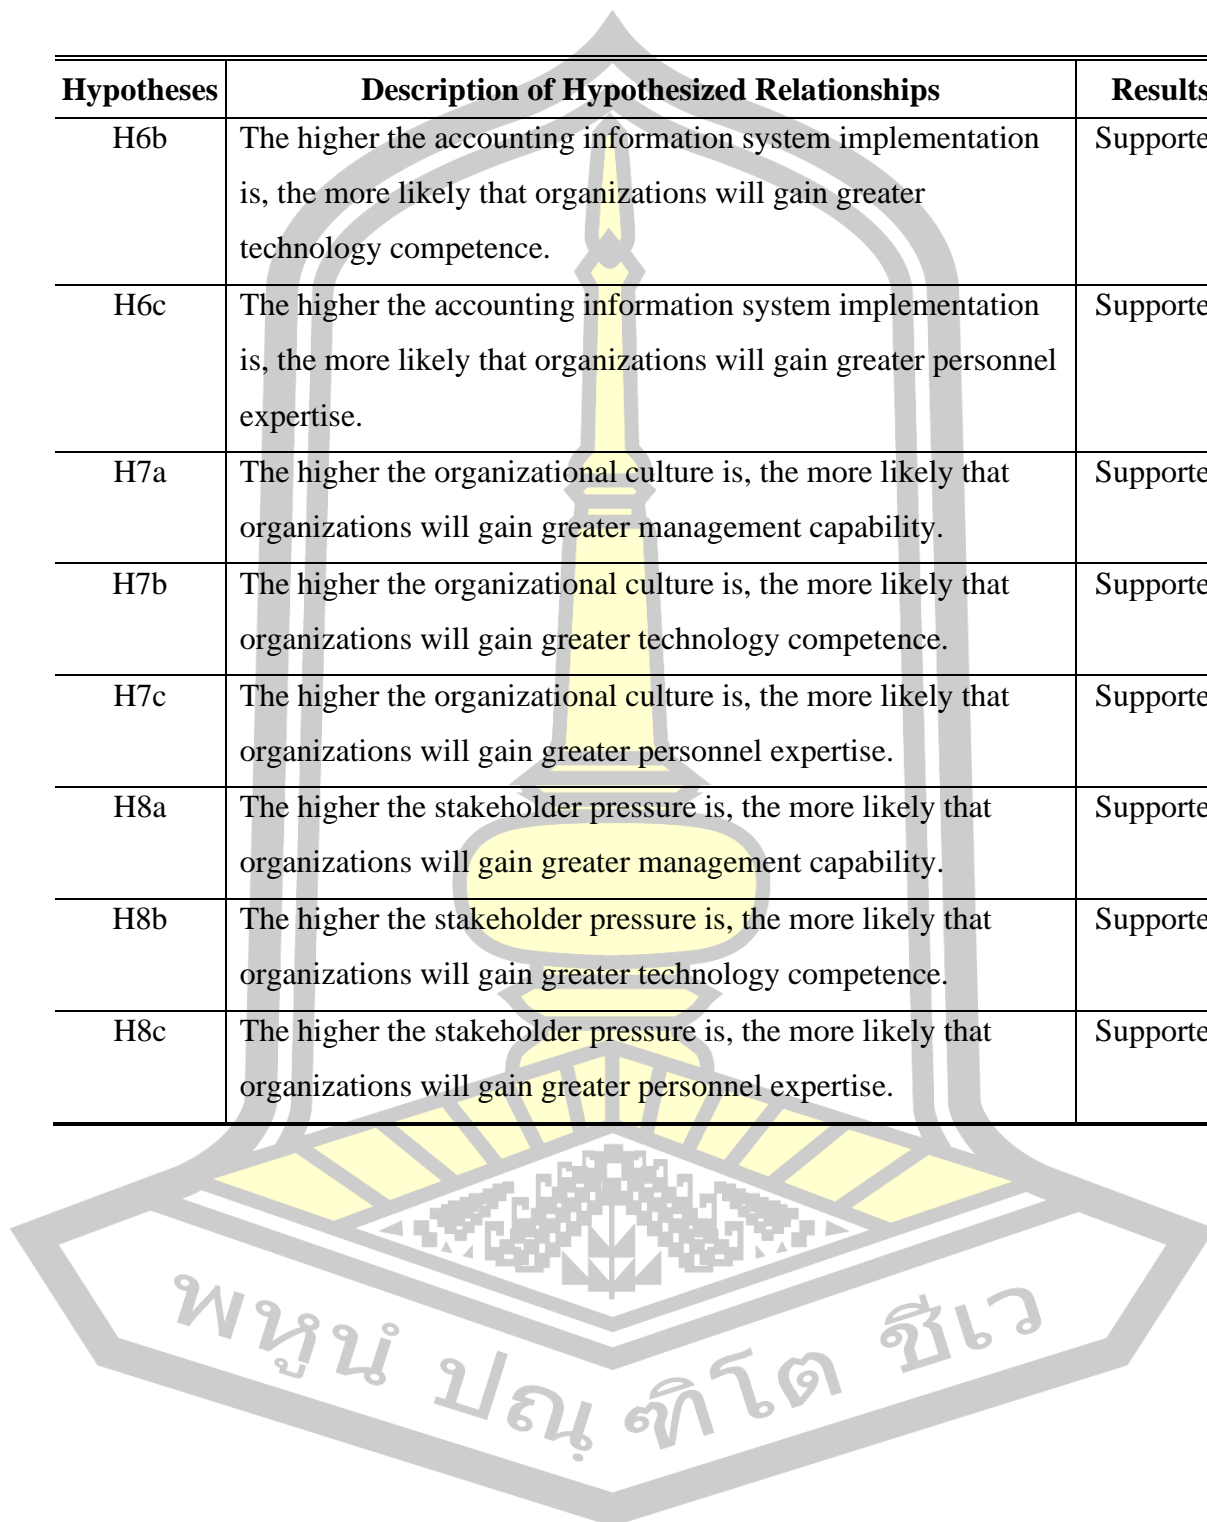 Hypotheses Description of Hypothesized Relationships Results
H6b The higher the accounting information system implementation Supporte
is, the more likely that organizations will gain greater
technology competence.
H6c The higher the accounting information system implementation Supporte
is, the more likely that organizations will gain greater personnel
expertise.
H7a The higher the organizational culture is, the more likely that Supporte
organizations will gain greater management capability.
H7b The higher the organizational culture is, the more likely that Supporte
organizations will gain greater technology competence.
H7c The higher the organizational culture is, the more likely that Supporte
organizations will gain greater personnel expertise.
H8a The higher the stakeholder pressure is, the more likely that Supporte
organizations will gain greater management capability.
H8b The higher the stakeholder pressure is, the more likely that Supporte
organizations will gain greater technology competence.
H8c The higher the stakeholder pressure is, the more likely that Supporte
organizations will gain greater personnel expertise.
พหูนํ ปณฺ ฑิโต ชีเว